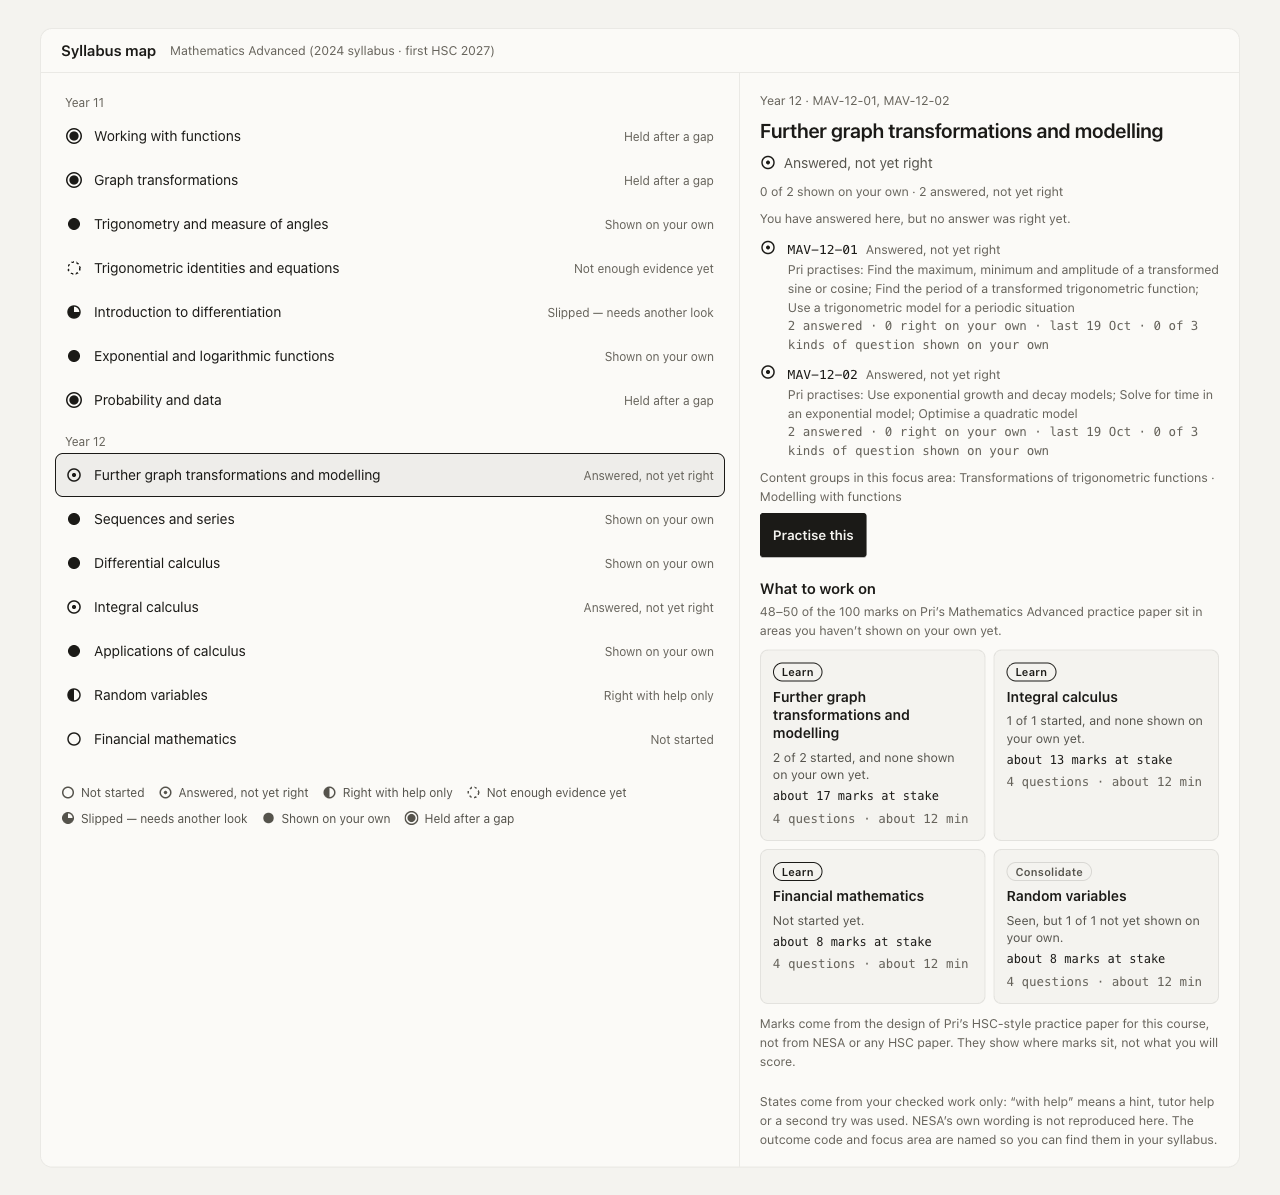 Syllabus map Mathematics Advanced (2024 syllabus · first HSC 2027)
Year 11
Working with functions Held after a gap
Graph transformations Held after a gap
Trigonometry and measure of angles Shown on your own
Trigonometric identities and equations Not enough evidence yet
Introduction to differentiation Slipped — needs another look
Exponential and logarithmic functions Shown on your own
Probability and data Held after a gap
Year 12
Further graph transformations and modelling Answered, not yet right
Sequences and series Shown on your own
Differential calculus Shown on your own
Integral calculus Answered, not yet right
Applications of calculus Shown on your own
Random variables Right with help only
Financial mathematics Not started
Not started Answered, not yet right Right with help only Not enough evidence yet
Slipped — needs another look Shown on your own Held after a gap
Year 12 · MAV-12-01, MAV-12-02
Further graph transformations and modelling
Answered, not yet right
0 of 2 shown on your own · 2 answered, not yet right
You have answered here, but no answer was right yet.
MAV-12-01 Answered, not yet right
Pri practises: Find the maximum, minimum and amplitude of a transformed
sine or cosine; Find the period of a transformed trigonometric function;
Use a trigonometric model for a periodic situation
2 answered · 0 right on your own · last 19 Oct · 0 of 3
kinds of question shown on your own
MAV-12-02 Answered, not yet right
Pri practises: Use exponential growth and decay models; Solve for time in
an exponential model; Optimise a quadratic model
2 answered · 0 right on your own · last 19 Oct · 0 of 3
kinds of question shown on your own
Content groups in this focus area: Transformations of trigonometric functions ·
Modelling with functions
Practise this
What to work on
48–50 of the 100 marks on Pri's Mathematics Advanced practice paper sit in
areas you haven't shown on your own yet.
Learn
Further graph
transformations and
modelling
2 of 2 started, and none shown
on your own yet.
about 17 marks at stake
4 questions · about 12 min
Learn
Integral calculus
1 of 1 started, and none shown on
your own yet.
about 13 marks at stake
4 questions · about 12 min
Learn
Financial mathematics
Not started yet.
about 8 marks at stake
4 questions · about 12 min
Consolidate
Random variables
Seen, but 1 of 1 not yet shown on
your own.
about 8 marks at stake
4 questions · about 12 min
Marks come from the design of Pri's HSC-style practice paper for this course,
not from NESA or any HSC paper. They show where marks sit, not what you will
score.
States come from your checked work only: “with help” means a hint, tutor help
or a second try was used. NESA's own wording is not reproduced here. The
outcome code and focus area are named so you can find them in your syllabus.